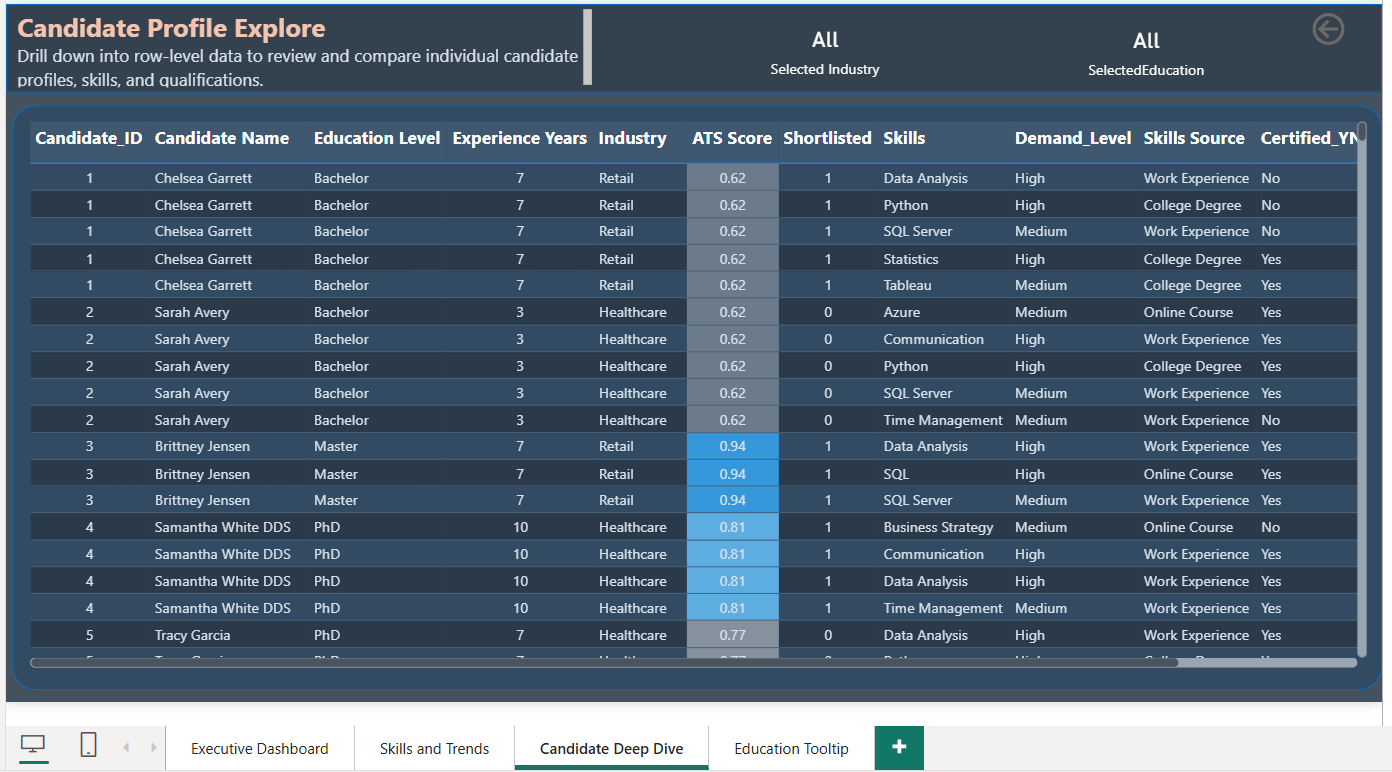 Candidate Profile Explore
Drill down into row-level data to review and compare individual candidate
profiles, skills, and qualifications.
All
Selected Industry
All
SelectedEducation
Candidate_ID Candidate Name Education Level Experience Years Industry ATS Score Shortlisted Skills Demand_Level Skills Source Certified_YN
1 Chelsea Garrett Bachelor 7 Retail 0.62 1 Data Analysis High Work Experience No
1 Chelsea Garrett Bachelor 7 Retail 0.62 1 Python High College Degree No
1 Chelsea Garrett Bachelor 7 Retail 0.62 1 SQL Server Medium Work Experience No
1 Chelsea Garrett Bachelor 7 Retail 0.62 1 Statistics High College Degree Yes
1 Chelsea Garrett Bachelor 7 Retail 0.62 1 Tableau Medium College Degree Yes
2 Sarah Avery Bachelor 3 Healthcare 0.62 0 Azure Medium Online Course Yes
2 Sarah Avery Bachelor 3 Healthcare 0.62 0 Communication High Work Experience Yes
2 Sarah Avery Bachelor 3 Healthcare 0.62 0 Python High College Degree Yes
2 Sarah Avery Bachelor 3 Healthcare 0.62 0 SQL Server Medium Work Experience Yes
2 Sarah Avery Bachelor 3 Healthcare 0.62 0 Time Management Medium Work Experience No
3 Brittney Jensen Master 7 Retail 0.94 1 Data Analysis High Work Experience Yes
3 Brittney Jensen Master 7 Retail 0.94 1 SQL High Online Course Yes
3 Brittney Jensen Master 7 Retail 0.94 1 SQL Server Medium Work Experience Yes
4 Samantha White DDS PhD 10 Healthcare 0.81 1 Business Strategy Medium Online Course No
4 Samantha White DDS PhD 10 Healthcare 0.81 1 Communication High Work Experience Yes
4 Samantha White DDS PhD 10 Healthcare 0.81 1 Data Analysis High Work Experience Yes
4 Samantha White DDS PhD 10 Healthcare 0.81 1 Time Management Medium Work Experience Yes
5 Tracy Garcia PhD 7 Healthcare 0.77 0 Data Analysis High Work Experience Yes
Executive Dashboard
Skills and Trends
Candidate Deep Dive
Education Tooltip